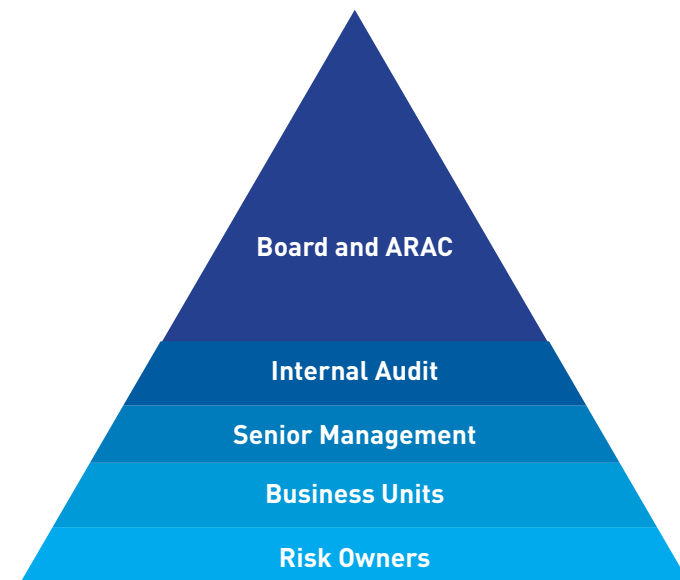 Board and ARAC
Internal Audit
Senior Management
Business Units
Risk Owners